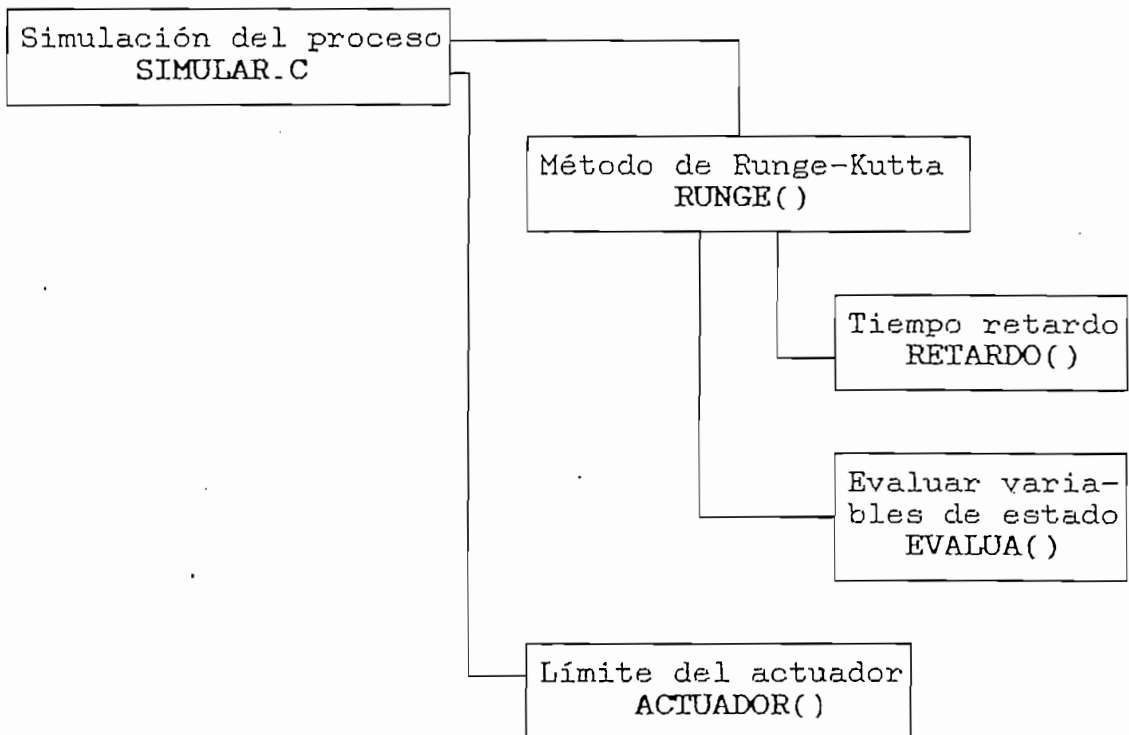 Simulación del proceso
SIMULAR.C
Método de Runge-Kutta
RUNGE()
Tiempo retardo
RETARDO()
Evaluar varia-
bles de estado
EVALUA()
Límite del actuador
ACTUADOR()